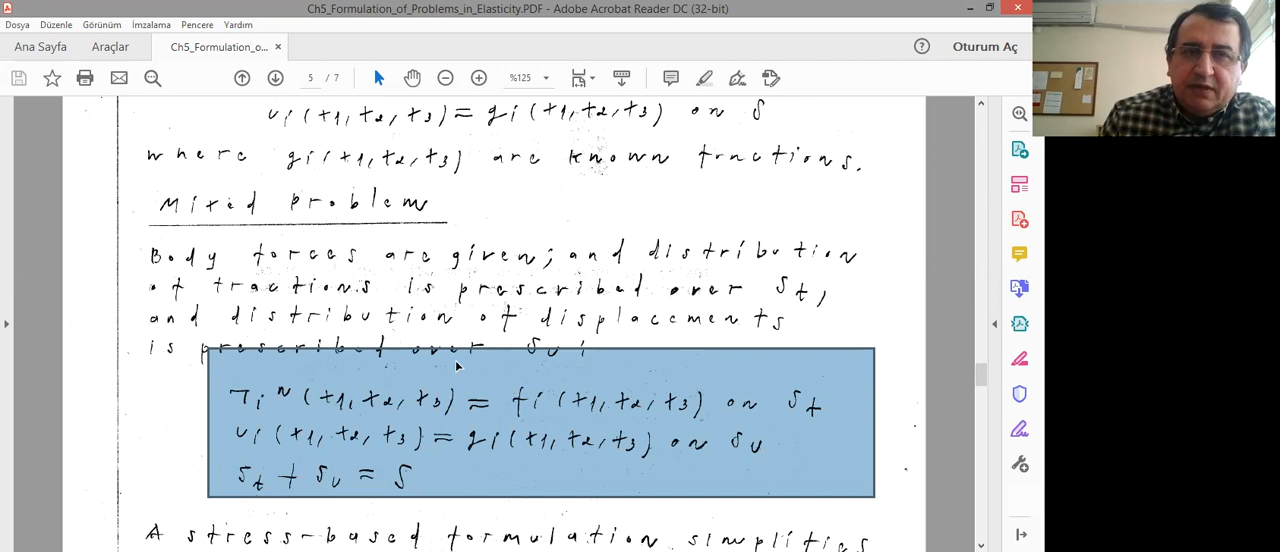 Ch5_Formulation_of_Problems_in_Elasticity.PDF - Adobe Acrobat Reader DC (32-bit)
Dosya Düzenle Görünüm İmzalama Pencere Yardım
Ana Sayfa Araçlar Ch5_Formulation_o... × Oturum Aç
5 / 7 %125
ui(x1,x2,x3) = gi(x1,x2,x3) on S
where gi(x1,x2,x3) are known functions.
Mixed problem
Body forces are given; and distribution
of tractions is prescribed over St,
and distribution of displacements
is prescribed over Su:
Ti^n(x1,x2,x3) = fi(x1,x2,x3) on St
ui(x1,x2,x3) = gi(x1,x2,x3) on Su
St + Su = S
A stress-based formulation simplifies